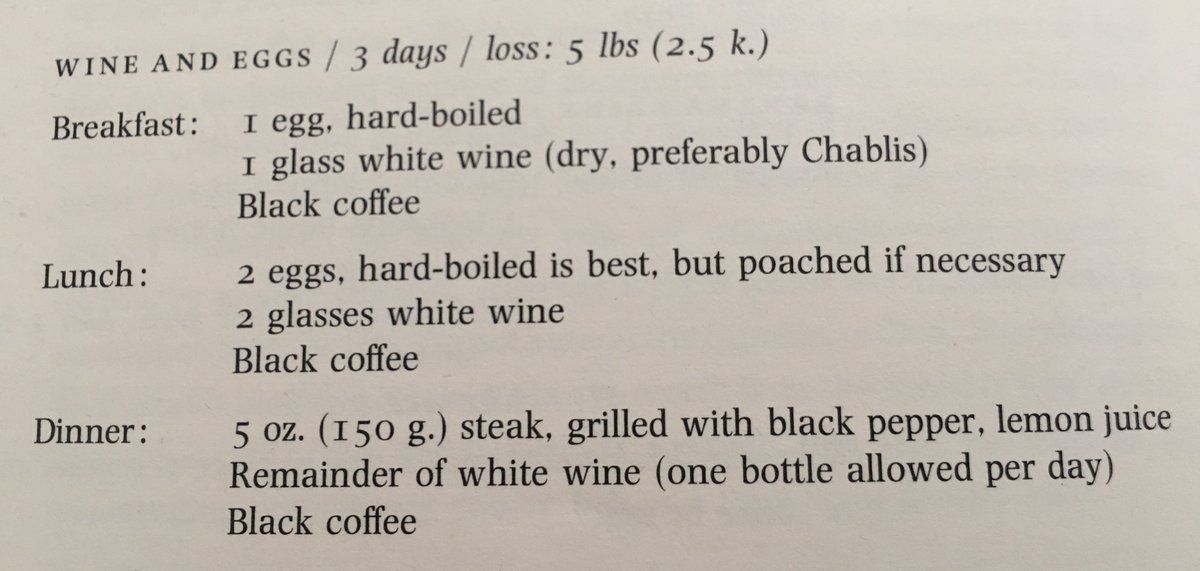 WINE AND EGGS / 3 days / loss: 5 lbs (2.5 k.)
Breakfast: 1 egg, hard-boiled
1 glass white wine (dry, preferably Chablis)
Black coffee
Lunch: 2 eggs, hard-boiled is best, but poached if necessary
2 glasses white wine
Black coffee
Dinner: 5 oz. (150 g.) steak, grilled with black pepper, lemon juice
Remainder of white wine (one bottle allowed per day)
Black coffee